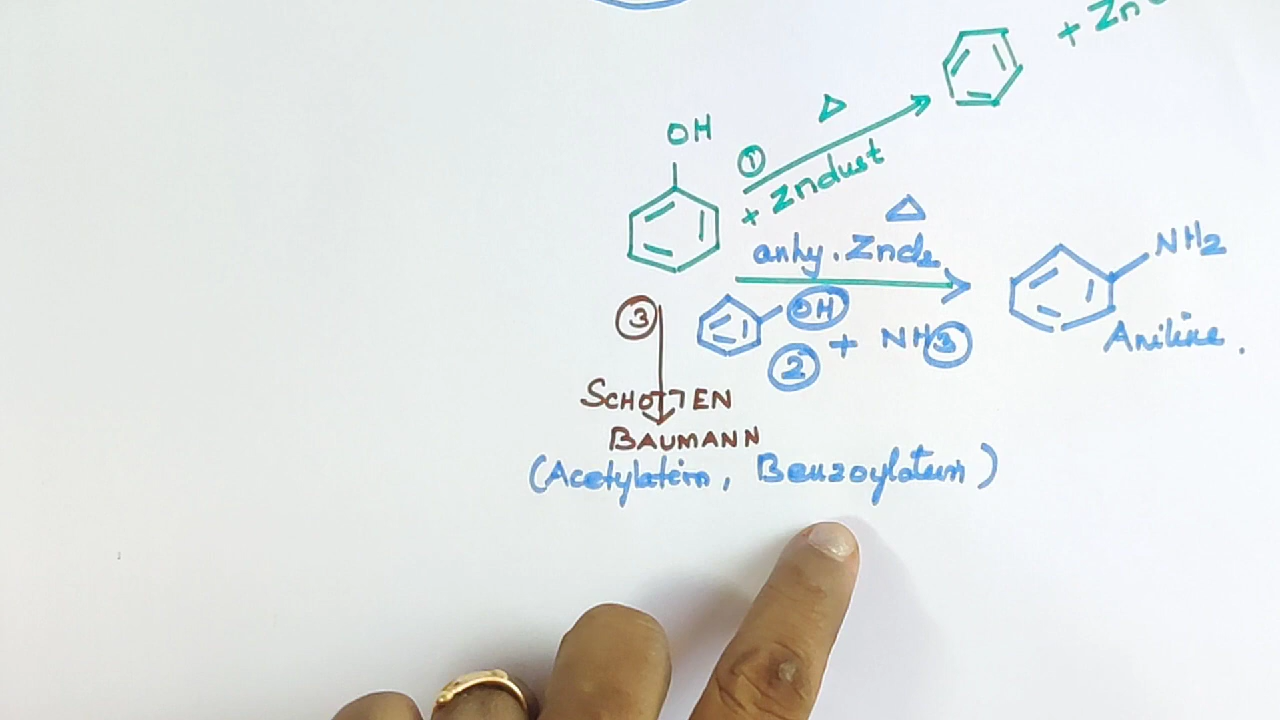 + Zn
OH
△
①
+ Zndust
△
anhy. Zncl₂
OH
+ NH3
②
NH2
Aniline.
③
SCHOTTEN
BAUMANN
(Acetylation, Benzoylation)